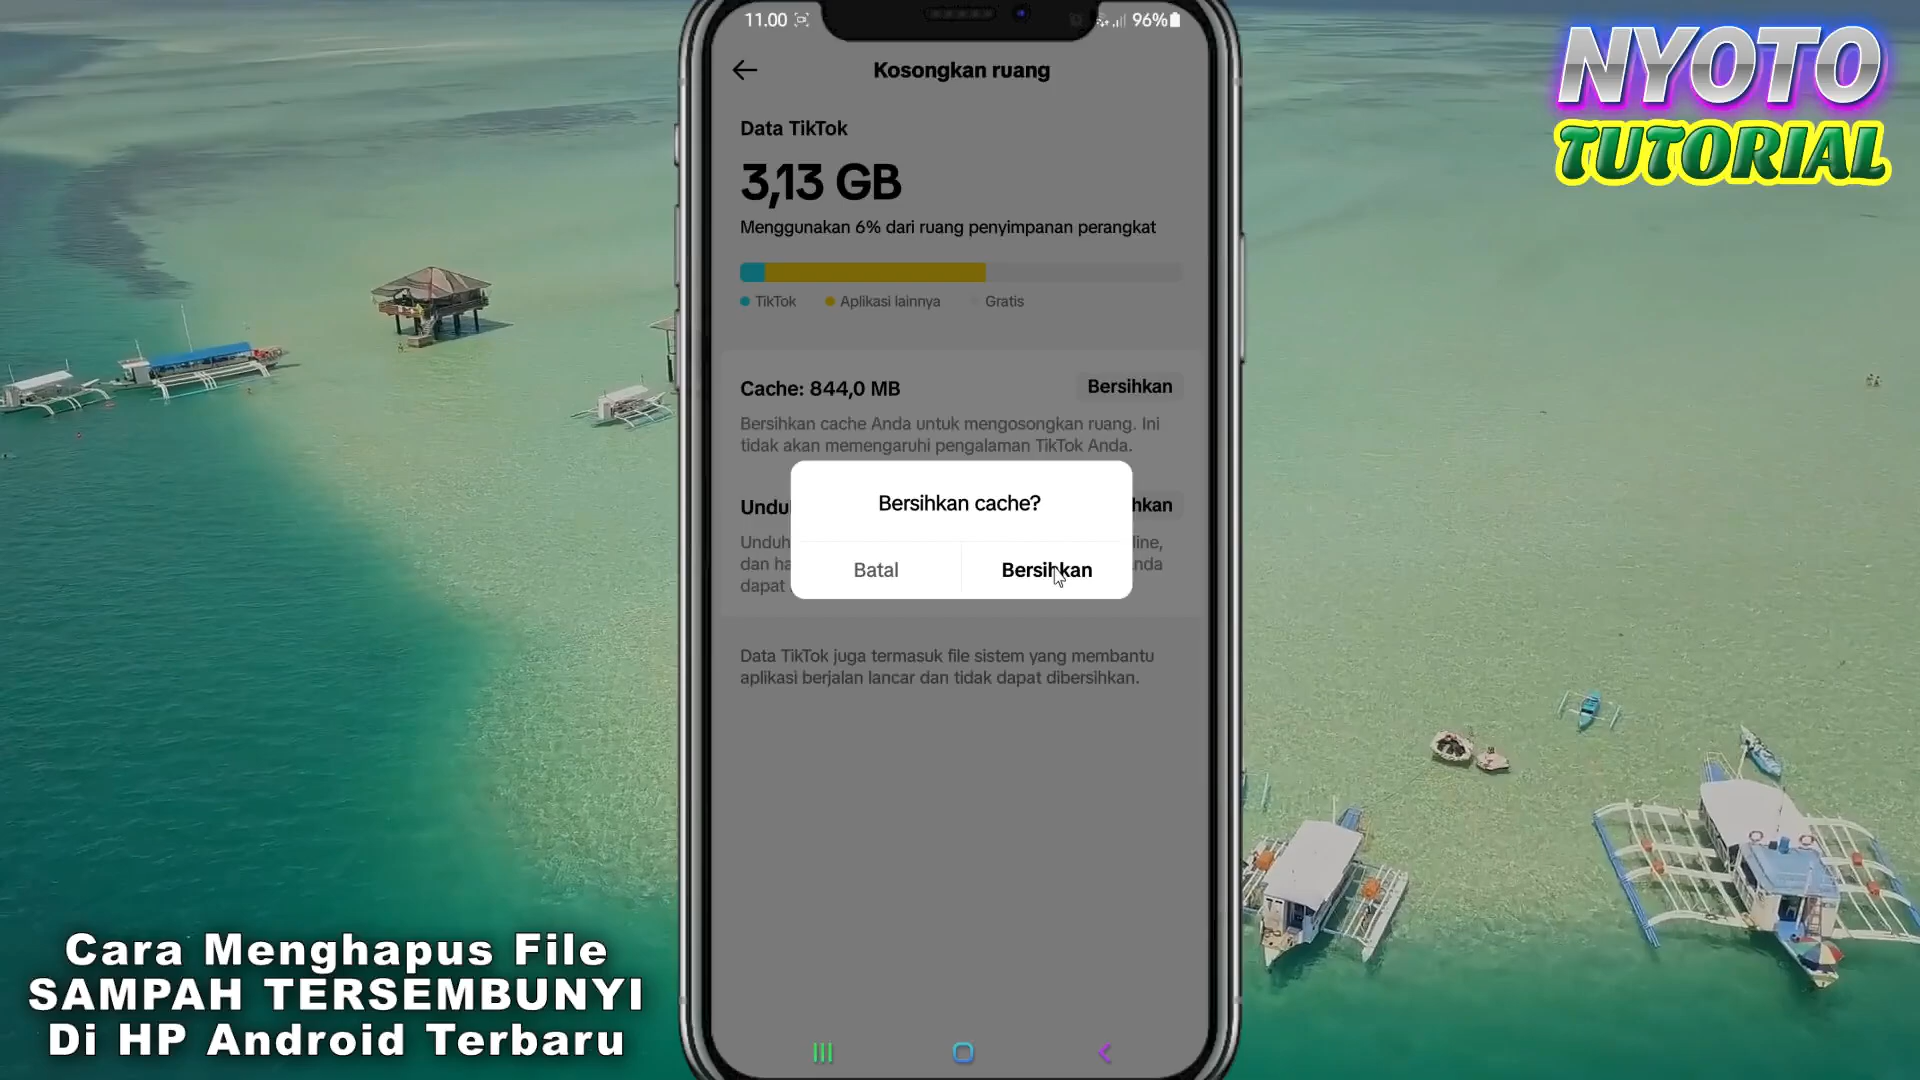 11.00
96%
NYOTO
TUTORIAL
Kosongkan ruang
Data TikTok
3,13 GB
Menggunakan 6% dari ruang penyimpanan perangkat
TikTok Aplikasi lainnya Gratis
Cache: 844,0 MB Bersihkan
Bersihkan cache Anda untuk mengosongkan ruang. Ini
tidak akan memengaruhi pengalaman TikTok Anda.
Bersihkan cache?
Batal Bersihkan
Data TikTok juga termasuk file sistem yang membantu
aplikasi berjalan lancar dan tidak dapat dibersihkan.
Cara Menghapus File
SAMPAH TERSEMBUNYI
Di HP Android Terbaru